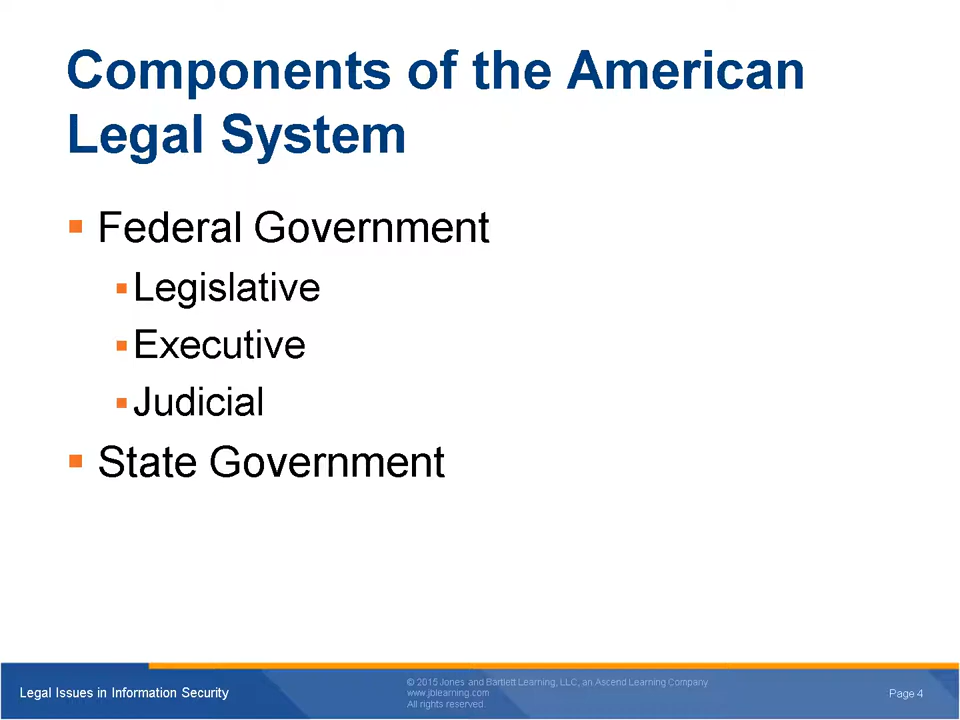 Components of the American
Legal System
Federal Government
Legislative
Executive
Judicial
State Government
Legal Issues in Information Security
© 2015 Jones and Bartlett Learning, LLC, an Ascend Learning Company
www.jblearning.com
All rights reserved.
Page 4